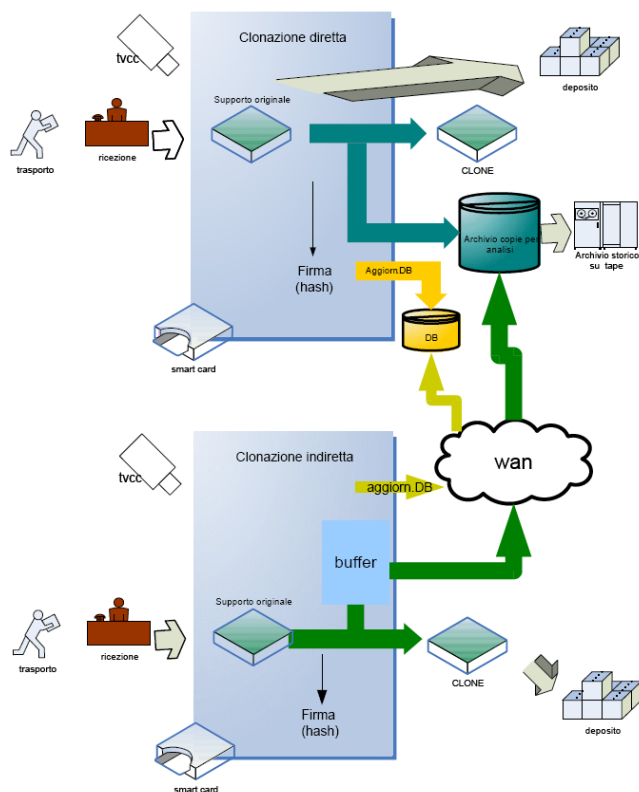 Clonazione diretta
tvcc
deposito
Supporto originale
trasporto
ricezione
CLONE
Archivio copie per
analisi
Archivio storico
su tape
Firma
(hash)
Aggiorn.DB
DB
smart card
tvcc
Clonazione indiretta
wan
aggiorn.DB
buffer
Supporto originale
trasporto
ricezione
CLONE
Firma
(hash)
deposito
smart card